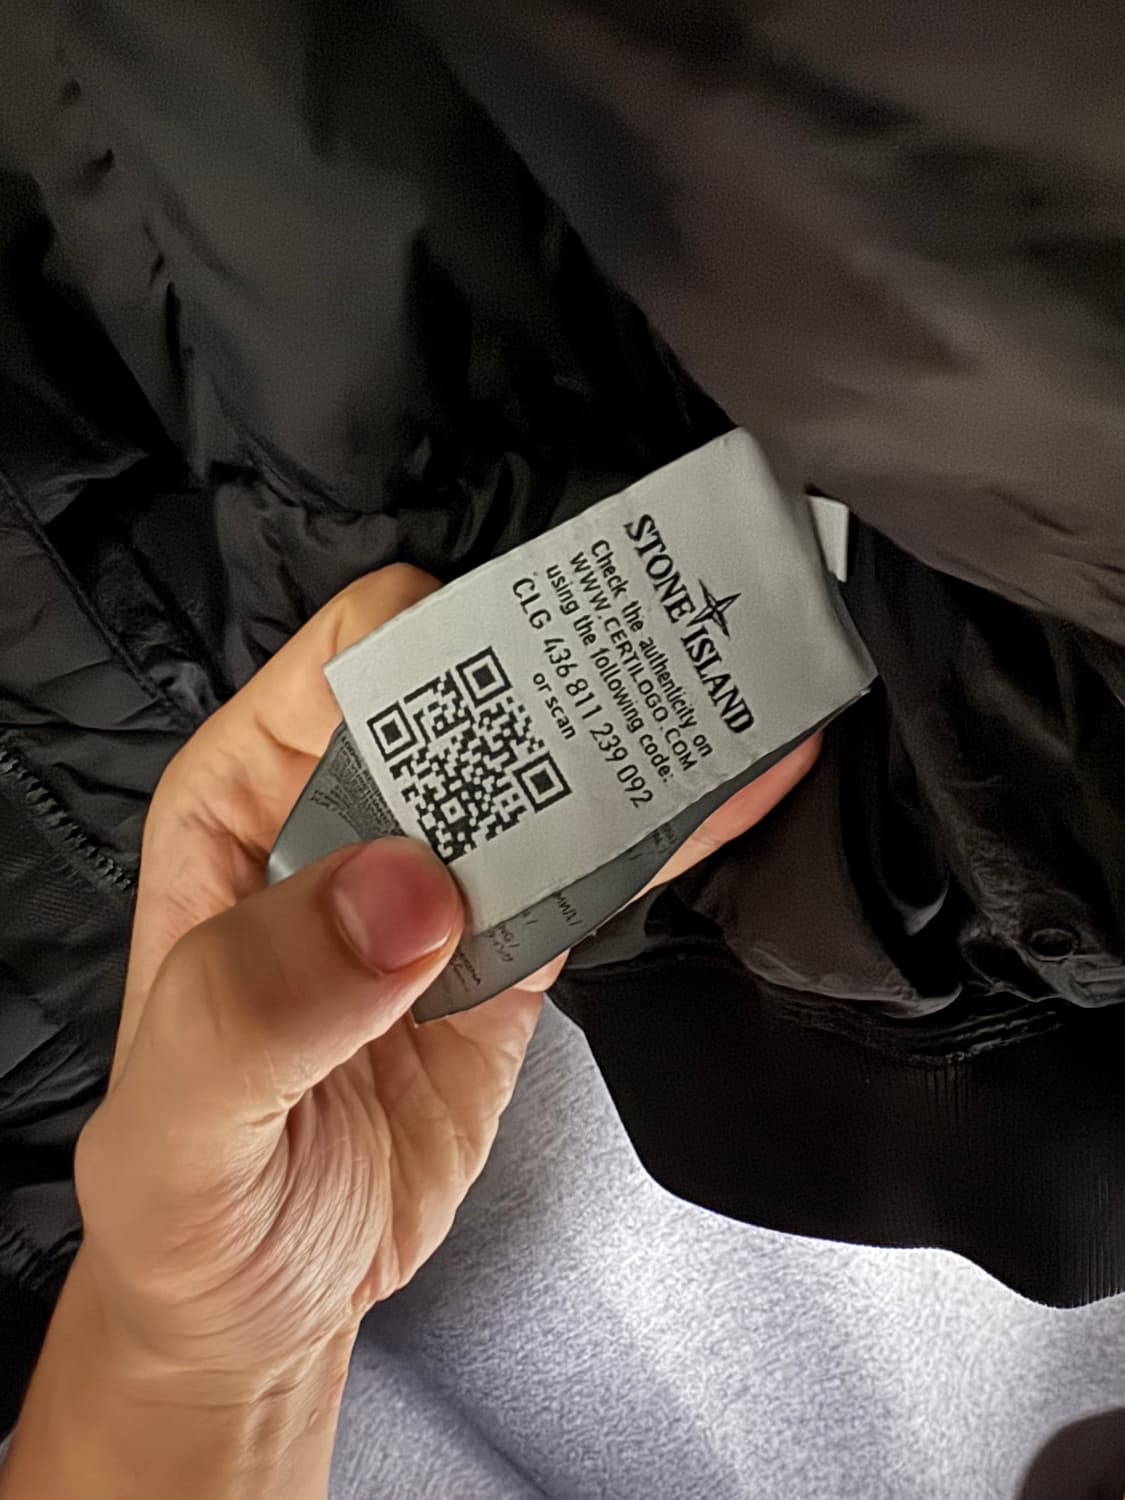 STONE ISLAND
Check the authenticity on
WWW.CERTILOGO.COM
using the following code:
CLG 436 811 239 092
or scan